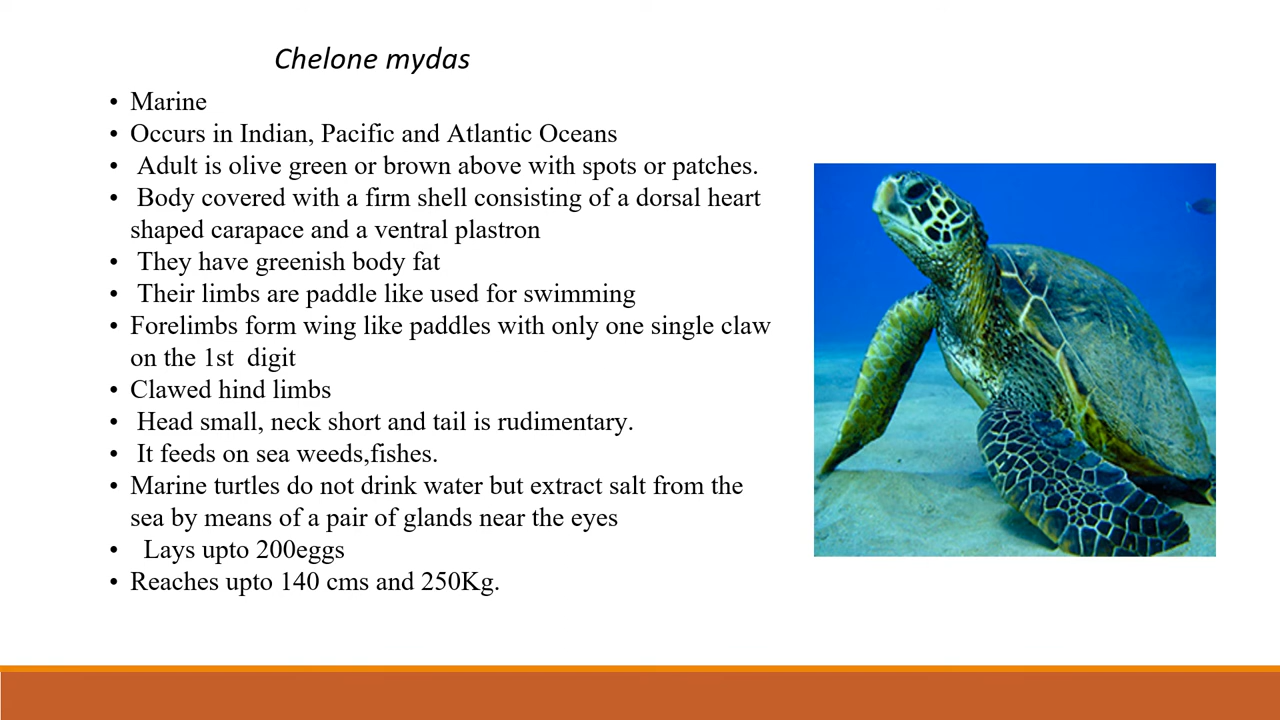 Chelone mydas
• Marine
• Occurs in Indian, Pacific and Atlantic Oceans
• Adult is olive green or brown above with spots or patches.
• Body covered with a firm shell consisting of a dorsal heart
shaped carapace and a ventral plastron
• They have greenish body fat
• Their limbs are paddle like used for swimming
• Forelimbs form wing like paddles with only one single claw
on the 1st digit
• Clawed hind limbs
• Head small, neck short and tail is rudimentary.
• It feeds on sea weeds,fishes.
• Marine turtles do not drink water but extract salt from the
sea by means of a pair of glands near the eyes
• Lays upto 200eggs
• Reaches upto 140 cms and 250Kg.